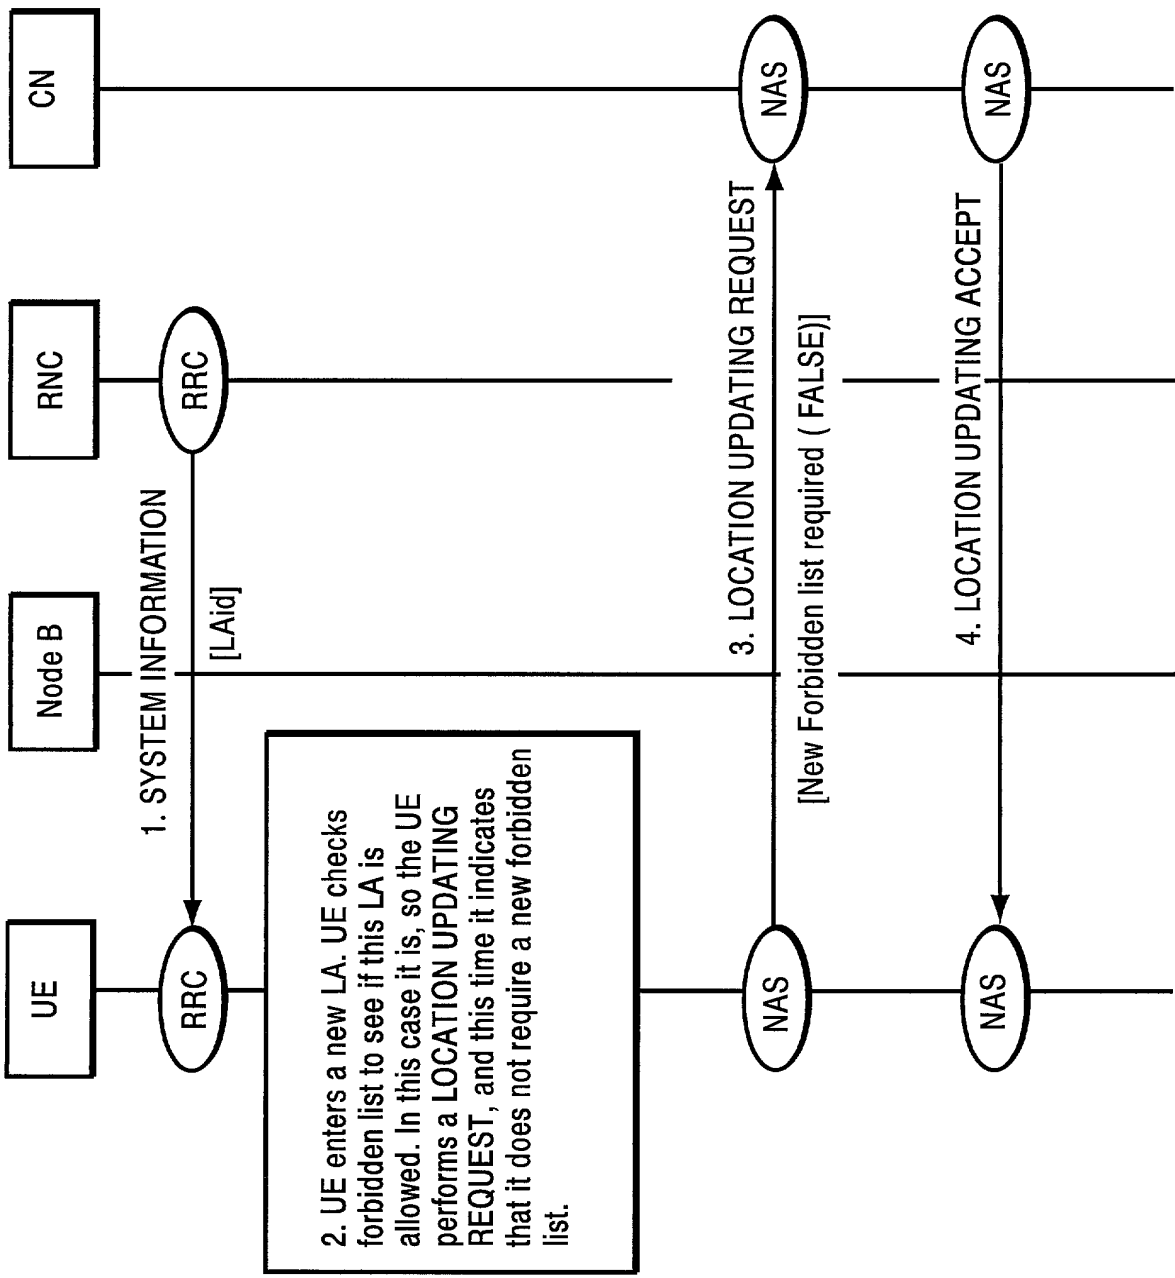 UE
Node B
RNC
CN
RRC
RRC
1. SYSTEM INFORMATION
[LAid]
2. UE enters a new LA. UE checks
forbidden list to see if this LA is
allowed. In this case it is, so the UE
performs a LOCATION UPDATING
REQUEST, and this time it indicates
that it does not require a new forbidden
list.
3. LOCATION UPDATING REQUEST
NAS
NAS
[New Forbidden list required ( FALSE)]
4. LOCATION UPDATING ACCEPT
NAS
NAS